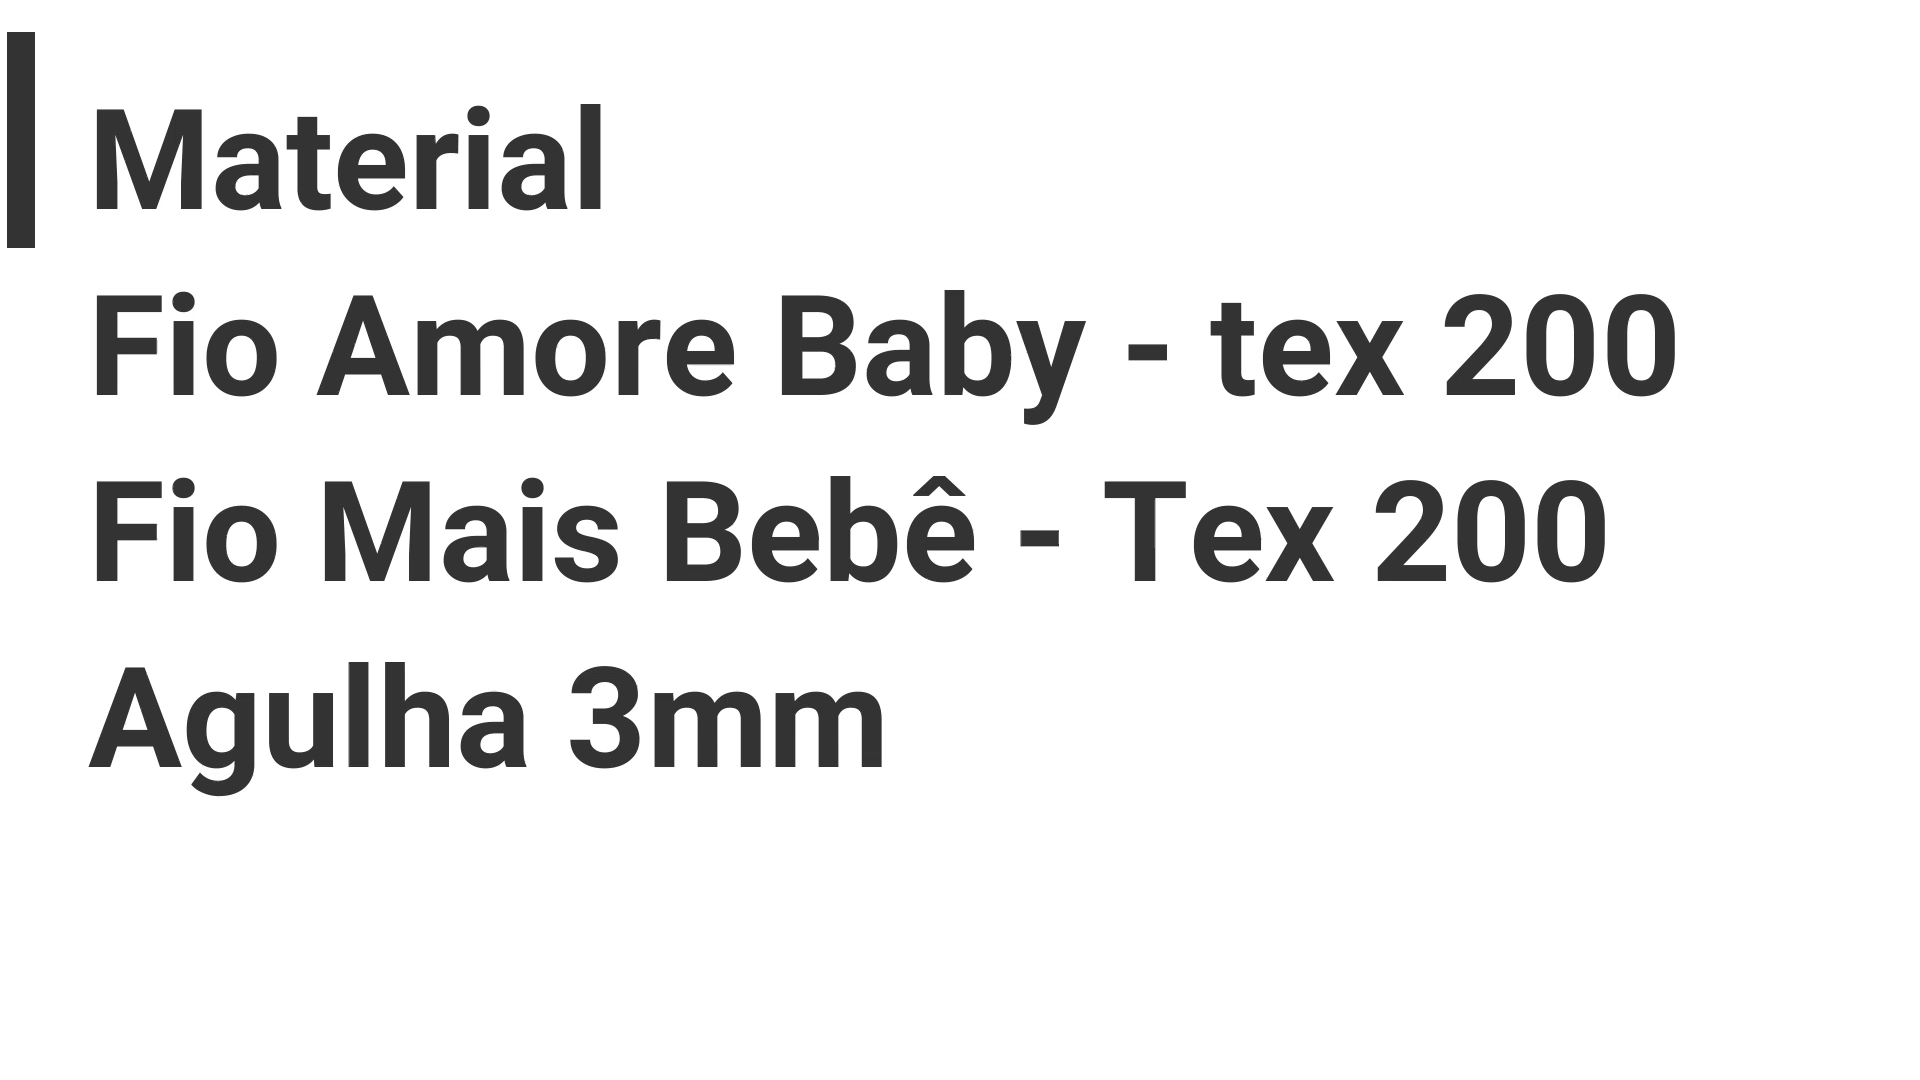 Material
Fio Amore Baby - tex 200
Fio Mais Bebê - Tex 200
Agulha 3mm